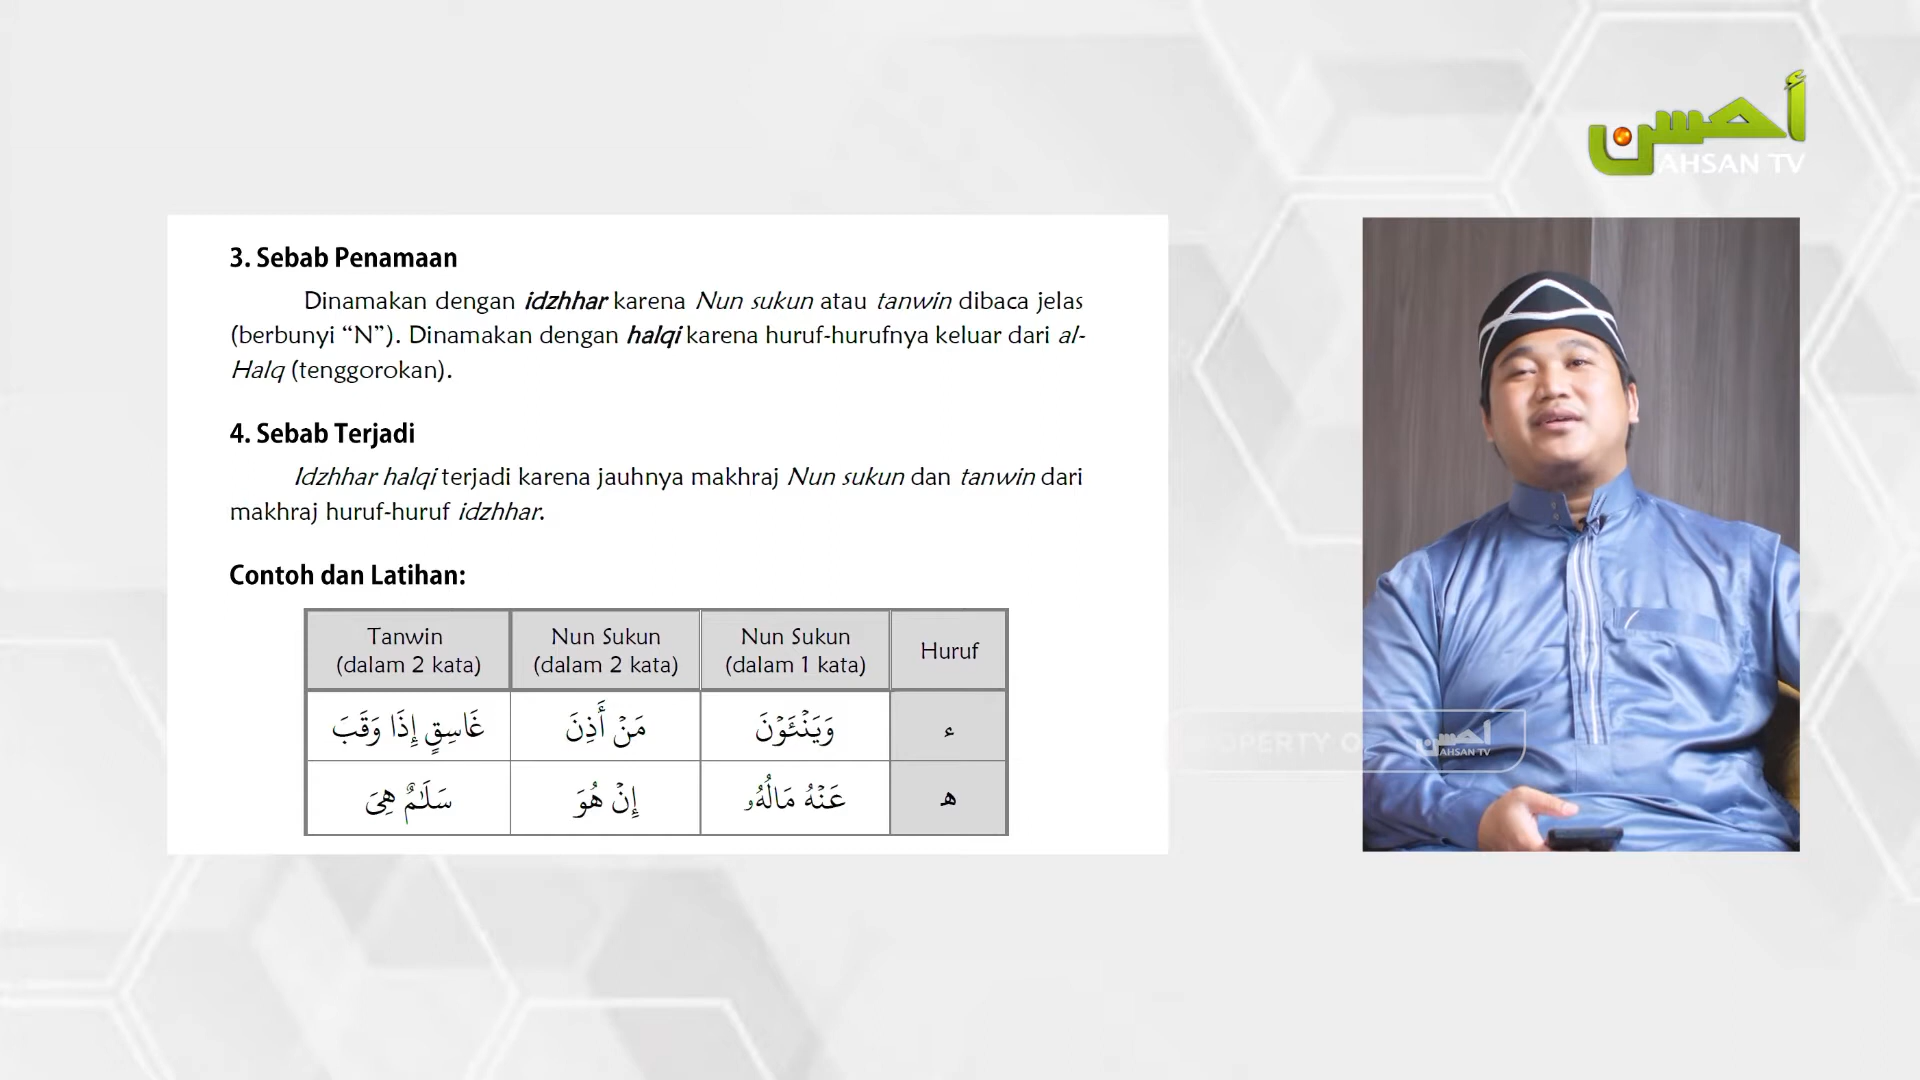 أحسن
AHSAN TV
3. Sebab Penamaan
Dinamakan dengan idzhhar karena Nun sukun atau tanwin dibaca jelas
(berbunyi “N”). Dinamakan dengan halqi karena huruf-hurufnya keluar dari al-
Halq (tenggorokan).
4. Sebab Terjadi
Idzhhar halqi terjadi karena jauhnya makhraj Nun sukun dan tanwin dari
makhraj huruf-huruf idzhhar.
Contoh dan Latihan:
Tanwin
(dalam 2 kata)
Nun Sukun
(dalam 2 kata)
Nun Sukun
(dalam 1 kata)
Huruf
غَاسِقٍ إِذَا وَقَبَ
مَنۡ أَذِنَ
وَيَنۡـَٔوۡنَ
ء
سَلَـٰمٌ هِىَ
إِنۡ هُوَ
عَنۡهُ مَالُهُۥ
ه
أحسن
AHSAN TV